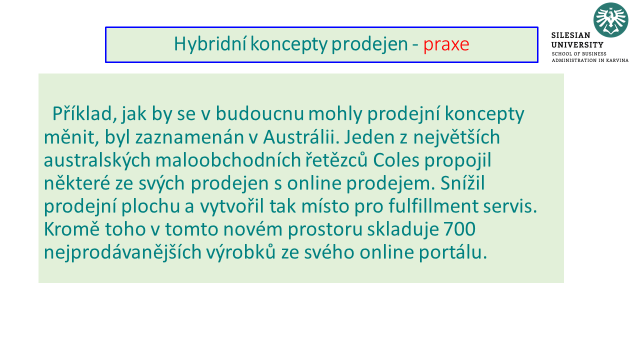 Hybridní koncepty prodejen - praxe
SILESIAN
UNIVERSITY
SCHOOL OF BUSINESS
ADMINISTRATION IN KARVINA
Příklad, jak by se v budoucnu mohly prodejní koncepty
měnit, byl zaznamenán v Austrálii. Jeden z největších
australských maloobchodních řetězců Coles propojil
některé ze svých prodejen s online prodejem. Snížil
prodejní plochu a vytvořil tak místo pro fulfillment servis.
Kromě toho v tomto novém prostoru skladuje 700
nejprodávanějších výrobků ze svého online portálu.